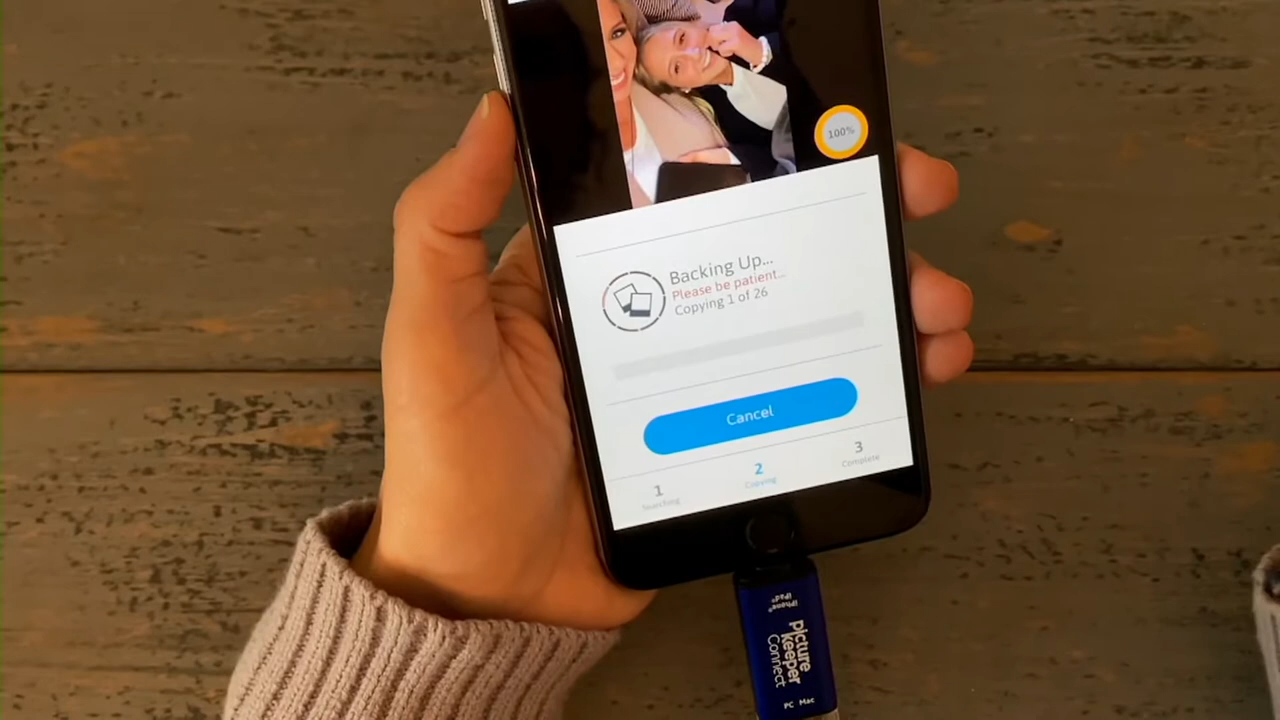 100%
Backing Up...
Please be patient...
Copying 1 of 26
Cancel
1
2
3
Searching
Copying
Complete
iPhone®
iPad®
picture
keeper
Connect
PC Mac